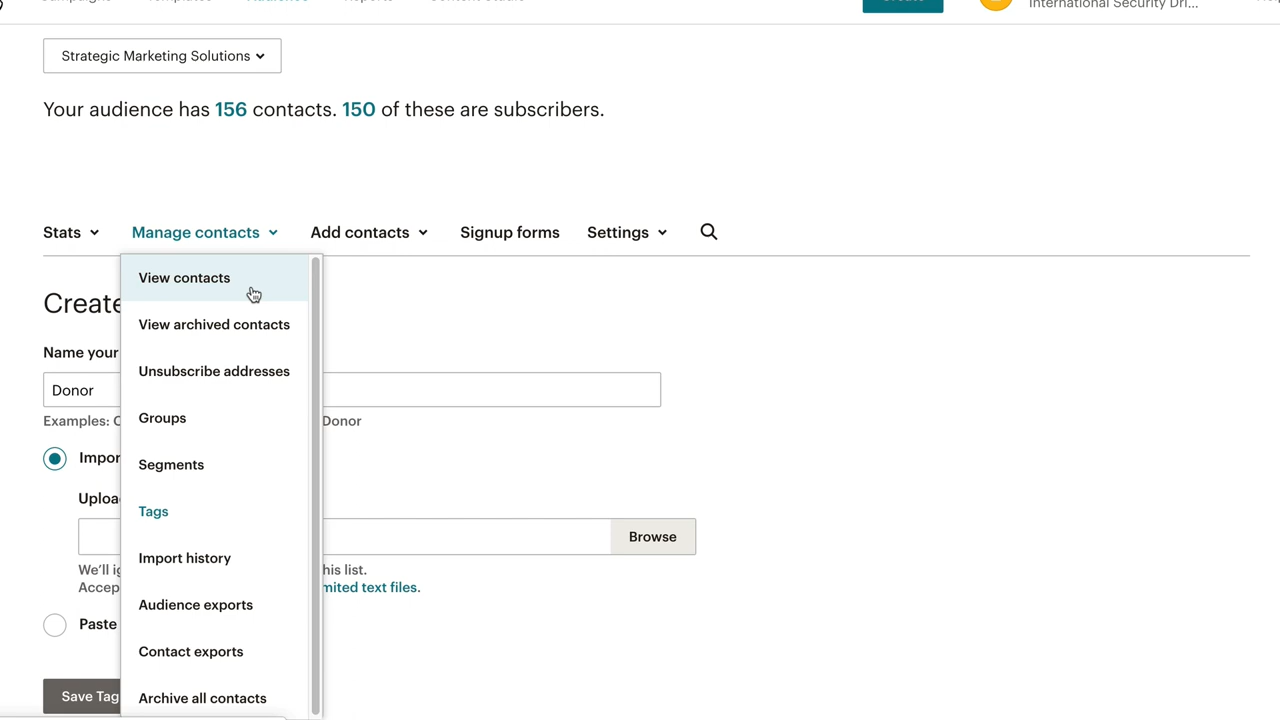 International Security Dri...
Strategic Marketing Solutions
Your audience has 156 contacts. 150 of these are subscribers.
Stats
Manage contacts
Add contacts
Signup forms
Settings
View contacts
View archived contacts
Unsubscribe addresses
Groups
Segments
Tags
Import history
Audience exports
Contact exports
Archive all contacts
Create
Name your
Donor
Examples: C
Donor
Impor
Uploa
Browse
We'll ig
his list.
Accep
mited text files.
Paste
Save Tag